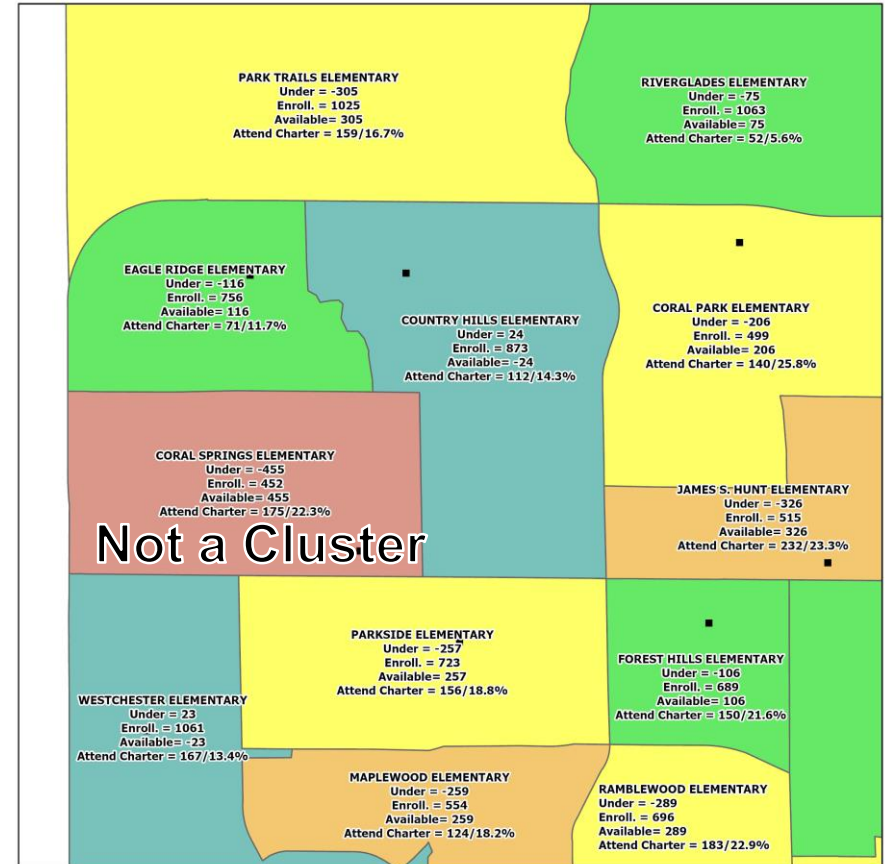 PARK TRAILS ELEMENTARY
Under = -305
Enroll. = 1025
Available= 305
Attend Charter = 159/16.7%
RIVERGLADES ELEMENTARY
Under = -75
Enroll. = 1063
Available= 75
Attend Charter = 52/5.6%
EAGLE RIDGE ELEMENTARY
Under = -116
Enroll. = 756
Available= 116
Attend Charter = 71/11.7%
COUNTRY HILLS ELEMENTARY
Under = 24
Enroll. = 873
Available= -24
Attend Charter = 112/14.3%
CORAL PARK ELEMENTARY
Under = -206
Enroll. = 499
Available= 206
Attend Charter = 140/25.8%
CORAL SPRINGS ELEMENTARY
Under = -455
Enroll. = 452
Available= 455
Attend Charter = 175/22.3%
Not a Cluster
JAMES S. HUNT ELEMENTARY
Under = -326
Enroll. = 515
Available= 326
Attend Charter = 232/23.3%
PARKSIDE ELEMENTARY
Under = -257
Enroll. = 723
Available= 257
Attend Charter = 156/18.8%
FOREST HILLS ELEMENTARY
Under = -106
Enroll. = 689
Available= 106
Attend Charter = 150/21.6%
WESTCHESTER ELEMENTARY
Under = 23
Enroll. = 1061
Available= -23
Attend Charter = 167/13.4%
MAPLEWOOD ELEMENTARY
Under = -259
Enroll. = 554
Available= 259
Attend Charter = 124/18.2%
RAMBLEWOOD ELEMENTARY
Under = -289
Enroll. = 696
Available= 289
Attend Charter = 183/22.9%